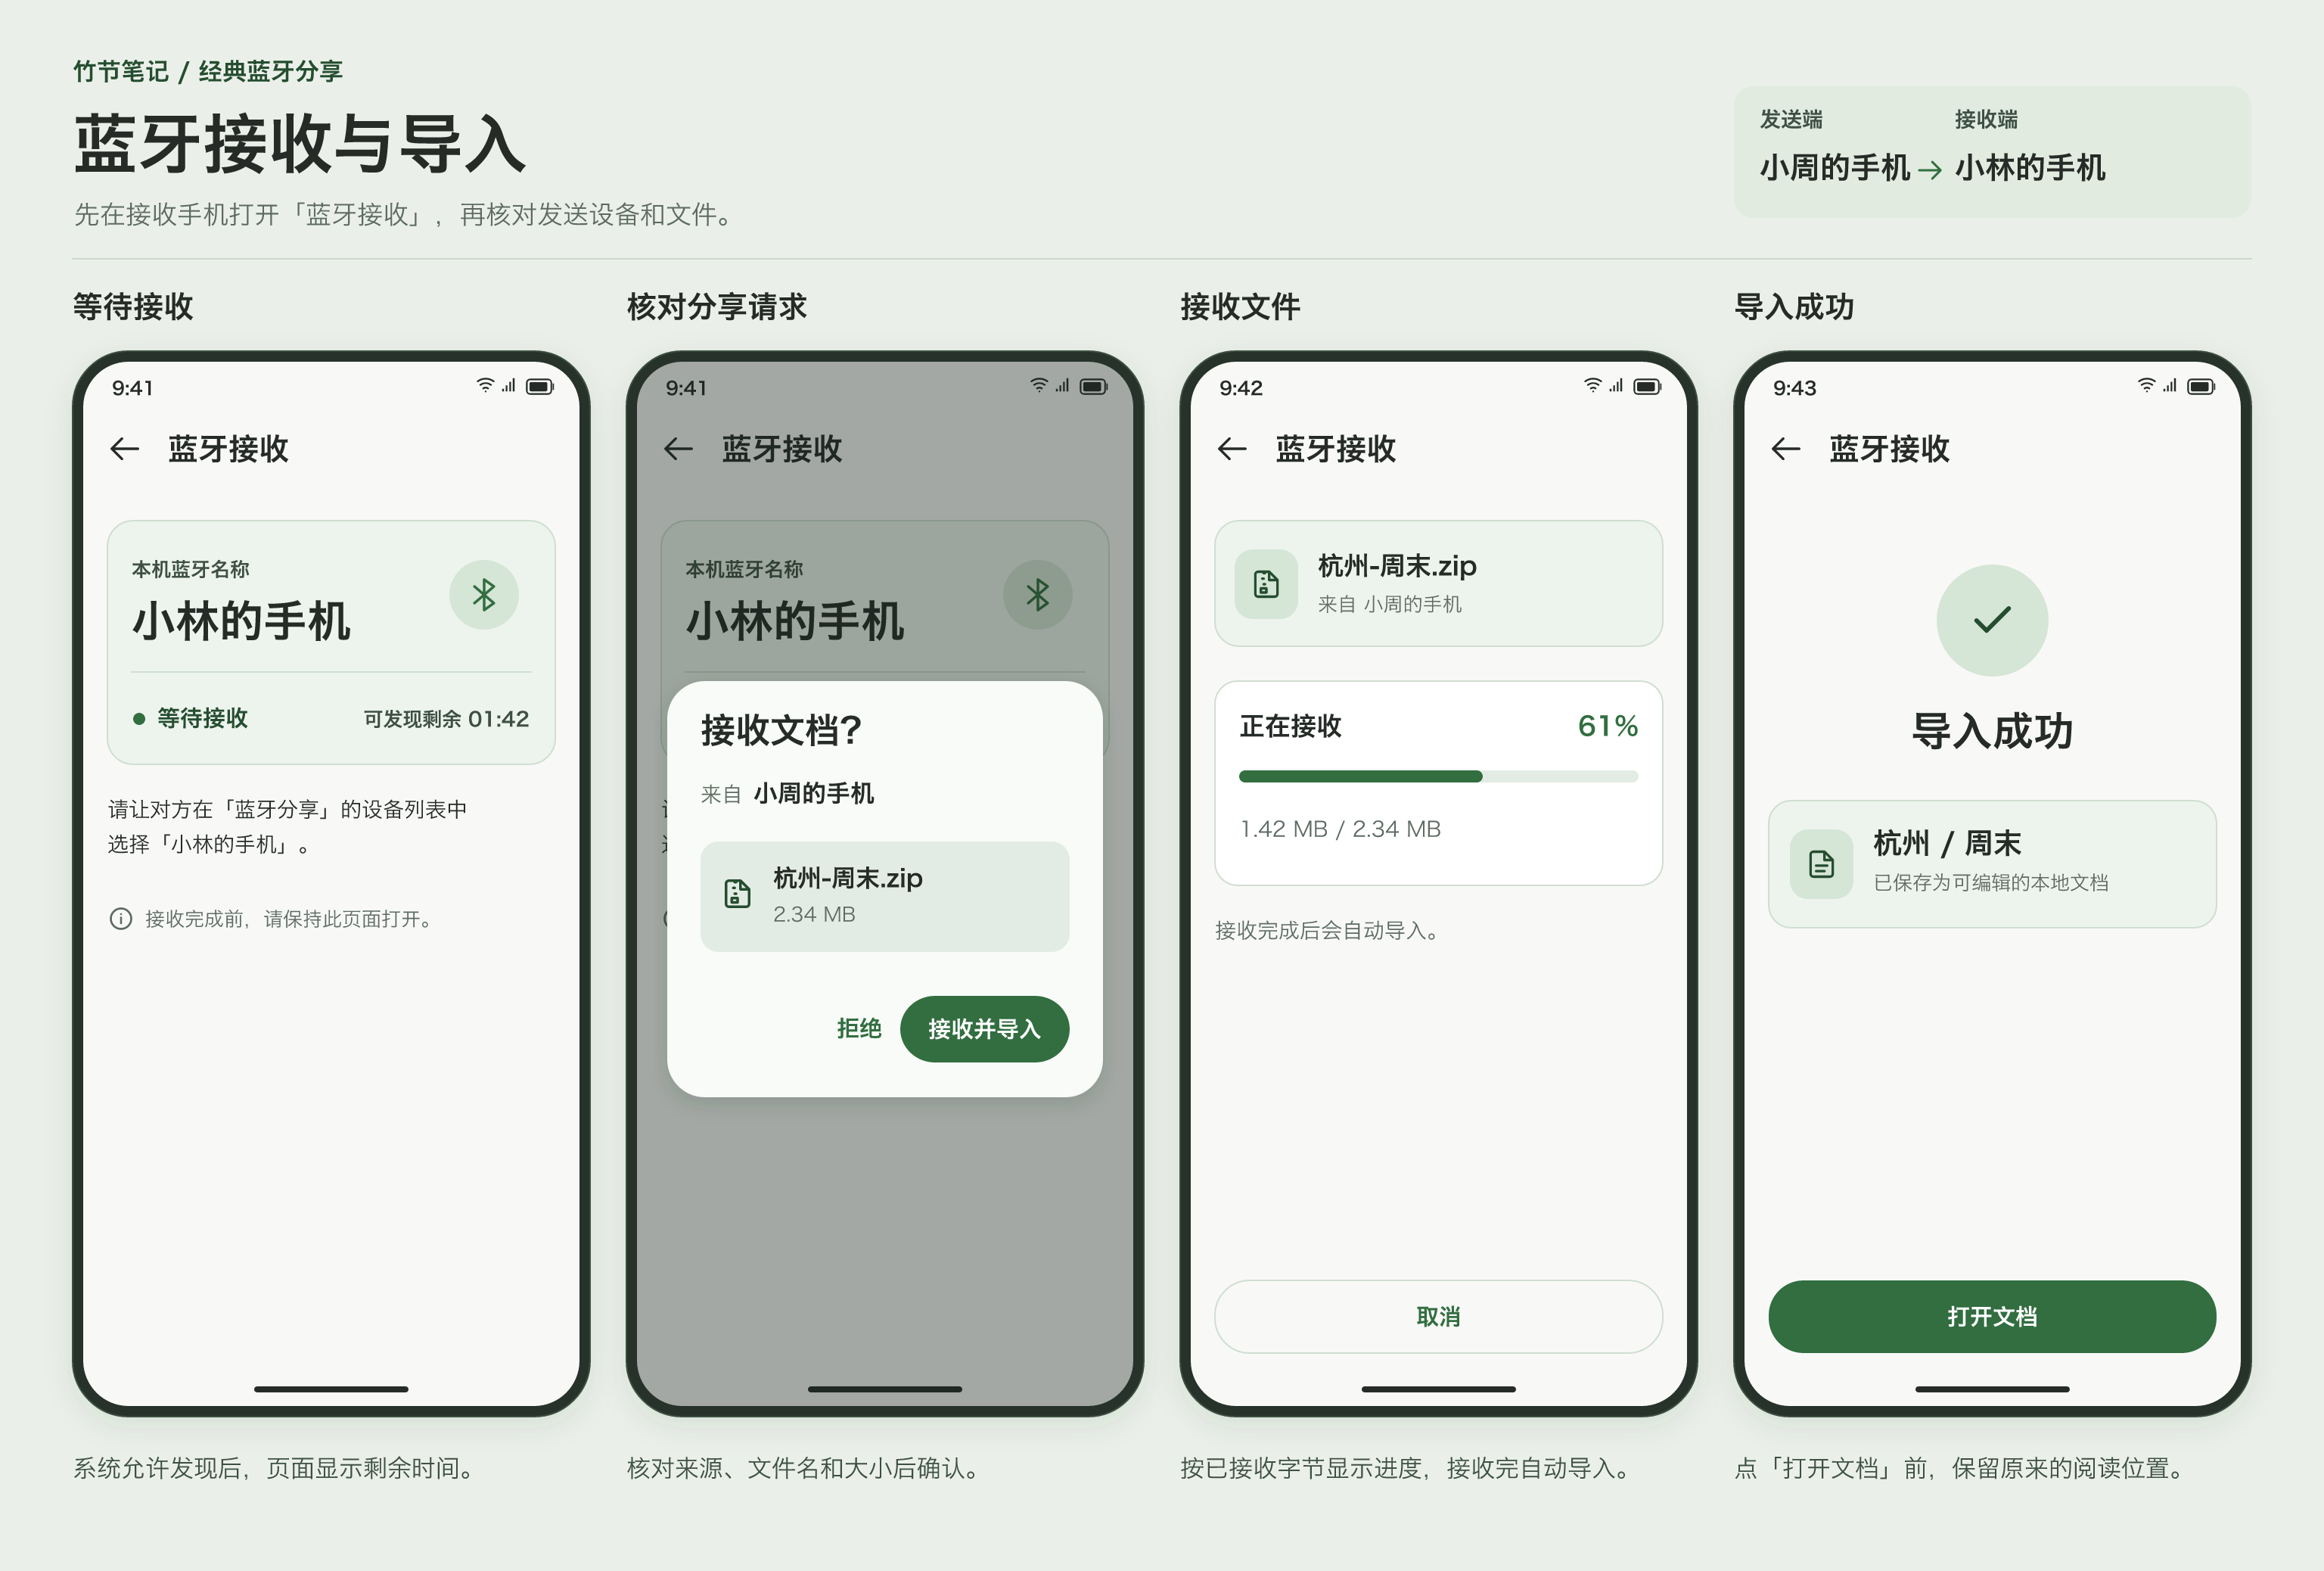 竹节笔记 / 经典蓝牙分享
蓝牙接收与导入
先在接收手机打开「蓝牙接收」，再核对发送设备和文件。
发送端 接收端
小周的手机 → 小林的手机
等待接收
9:41
蓝牙接收
本机蓝牙名称
小林的手机
等待接收 可发现剩余 01:42
请让对方在「蓝牙分享」的设备列表中
选择「小林的手机」。
接收完成前，请保持此页面打开。
系统允许发现后，页面显示剩余时间。
核对分享请求
9:41
蓝牙接收
本机蓝牙名称
小林的手机
接收文档？
来自 小周的手机
杭州-周末.zip
2.34 MB
拒绝 接收并导入
核对来源、文件名和大小后确认。
接收文件
9:42
蓝牙接收
杭州-周末.zip
来自 小周的手机
正在接收 61%
1.42 MB / 2.34 MB
接收完成后会自动导入。
取消
按已接收字节显示进度，接收完自动导入。
导入成功
9:43
蓝牙接收
导入成功
杭州 / 周末
已保存为可编辑的本地文档
打开文档
点「打开文档」前，保留原来的阅读位置。